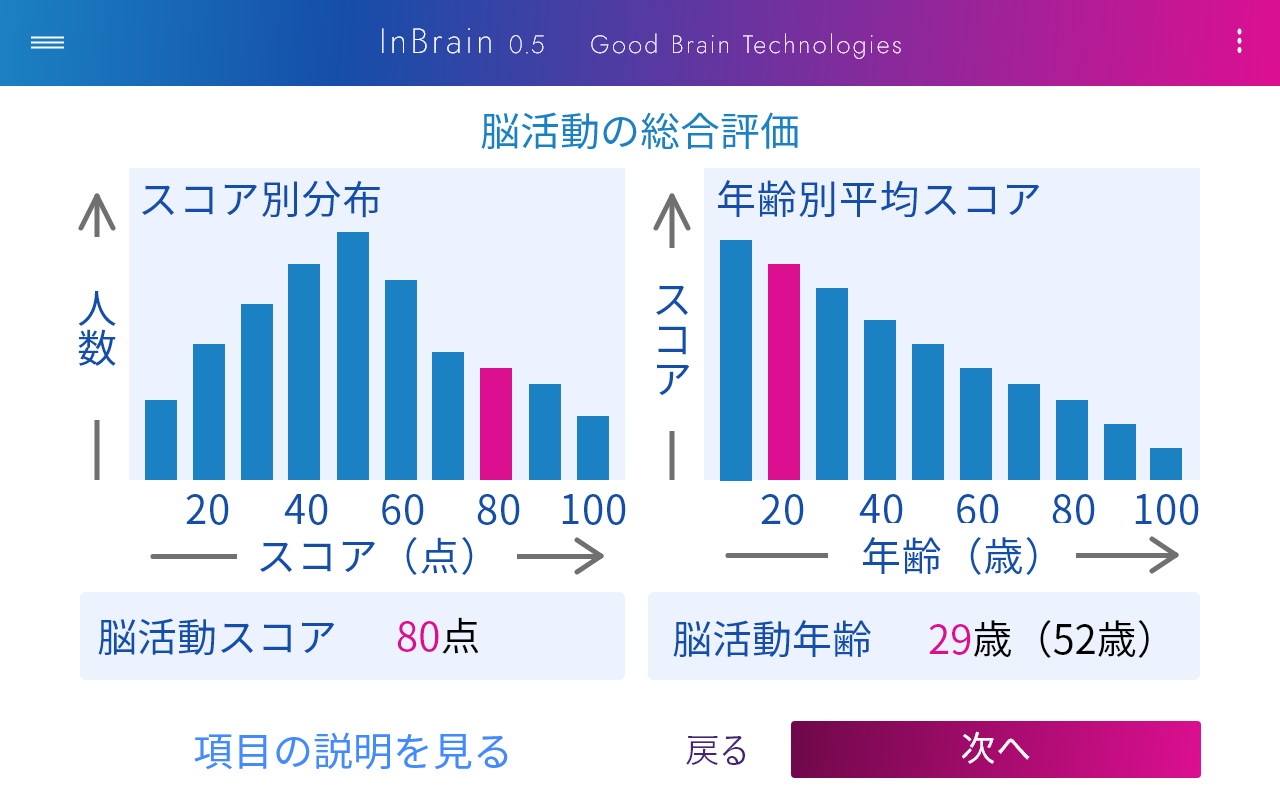 InBrain 0.5 Good Brain Technologies
脳活動の総合評価
スコア別分布
人数
20 40 60 80 100
スコア（点）
年齢別平均スコア
スコア
20 40 60 80 100
年齢（歳）
脳活動スコア 80点
脳活動年齢 29歳（52歳）
項目の説明を見る
戻る
次へ